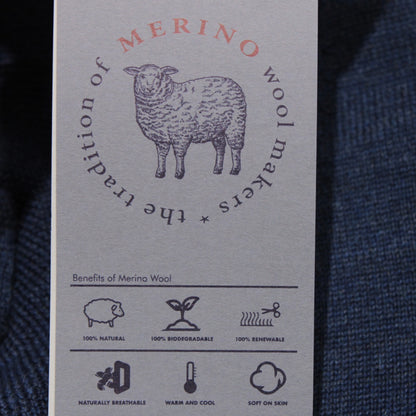 the tradition of MERINO wool makers *
Benefits of Merino Wool
100% NATURAL
100% BIODEGRADABLE
100% RENEWABLE
NATURALLY BREATHABLE
WARM AND COOL
SOFT ON SKIN